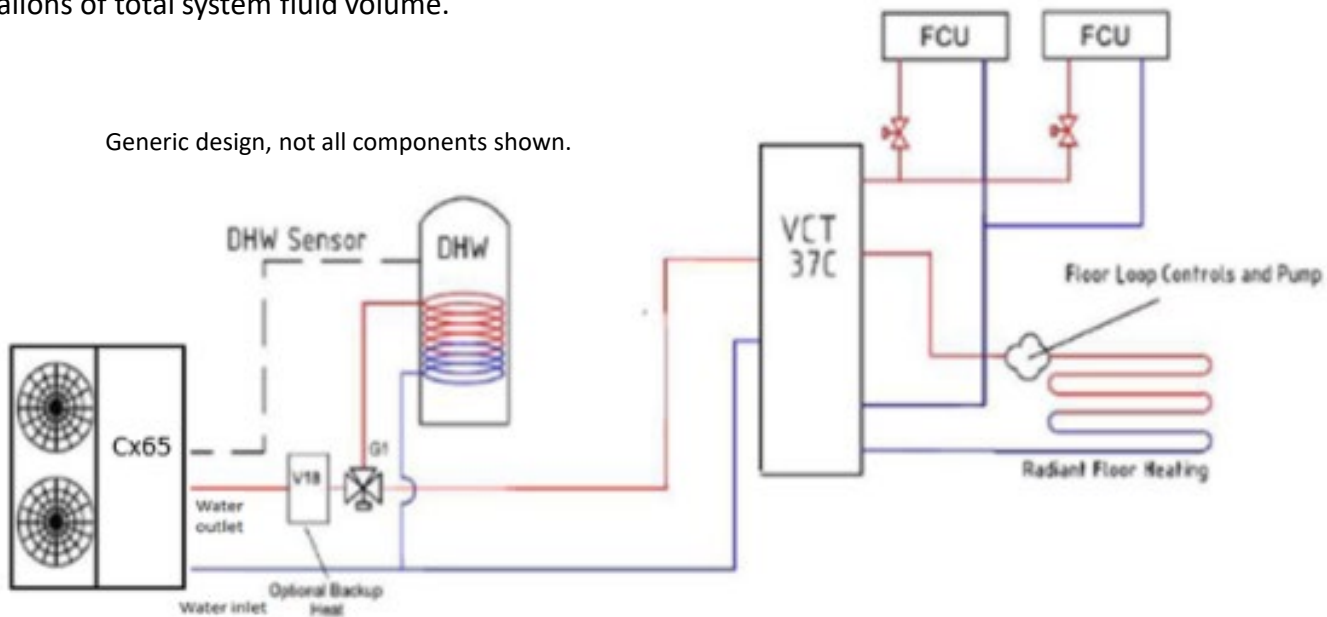 allons of total system fluid volume.
FCU
FCU
Generic design, not all components shown.
VCT
37C
DHW Sensor
DHW
Floor Loop Controls and Pump
Cx65
G1
V18
Water
outlet
Radiant Floor Heating
Optional Backup
Heat
Water inlet